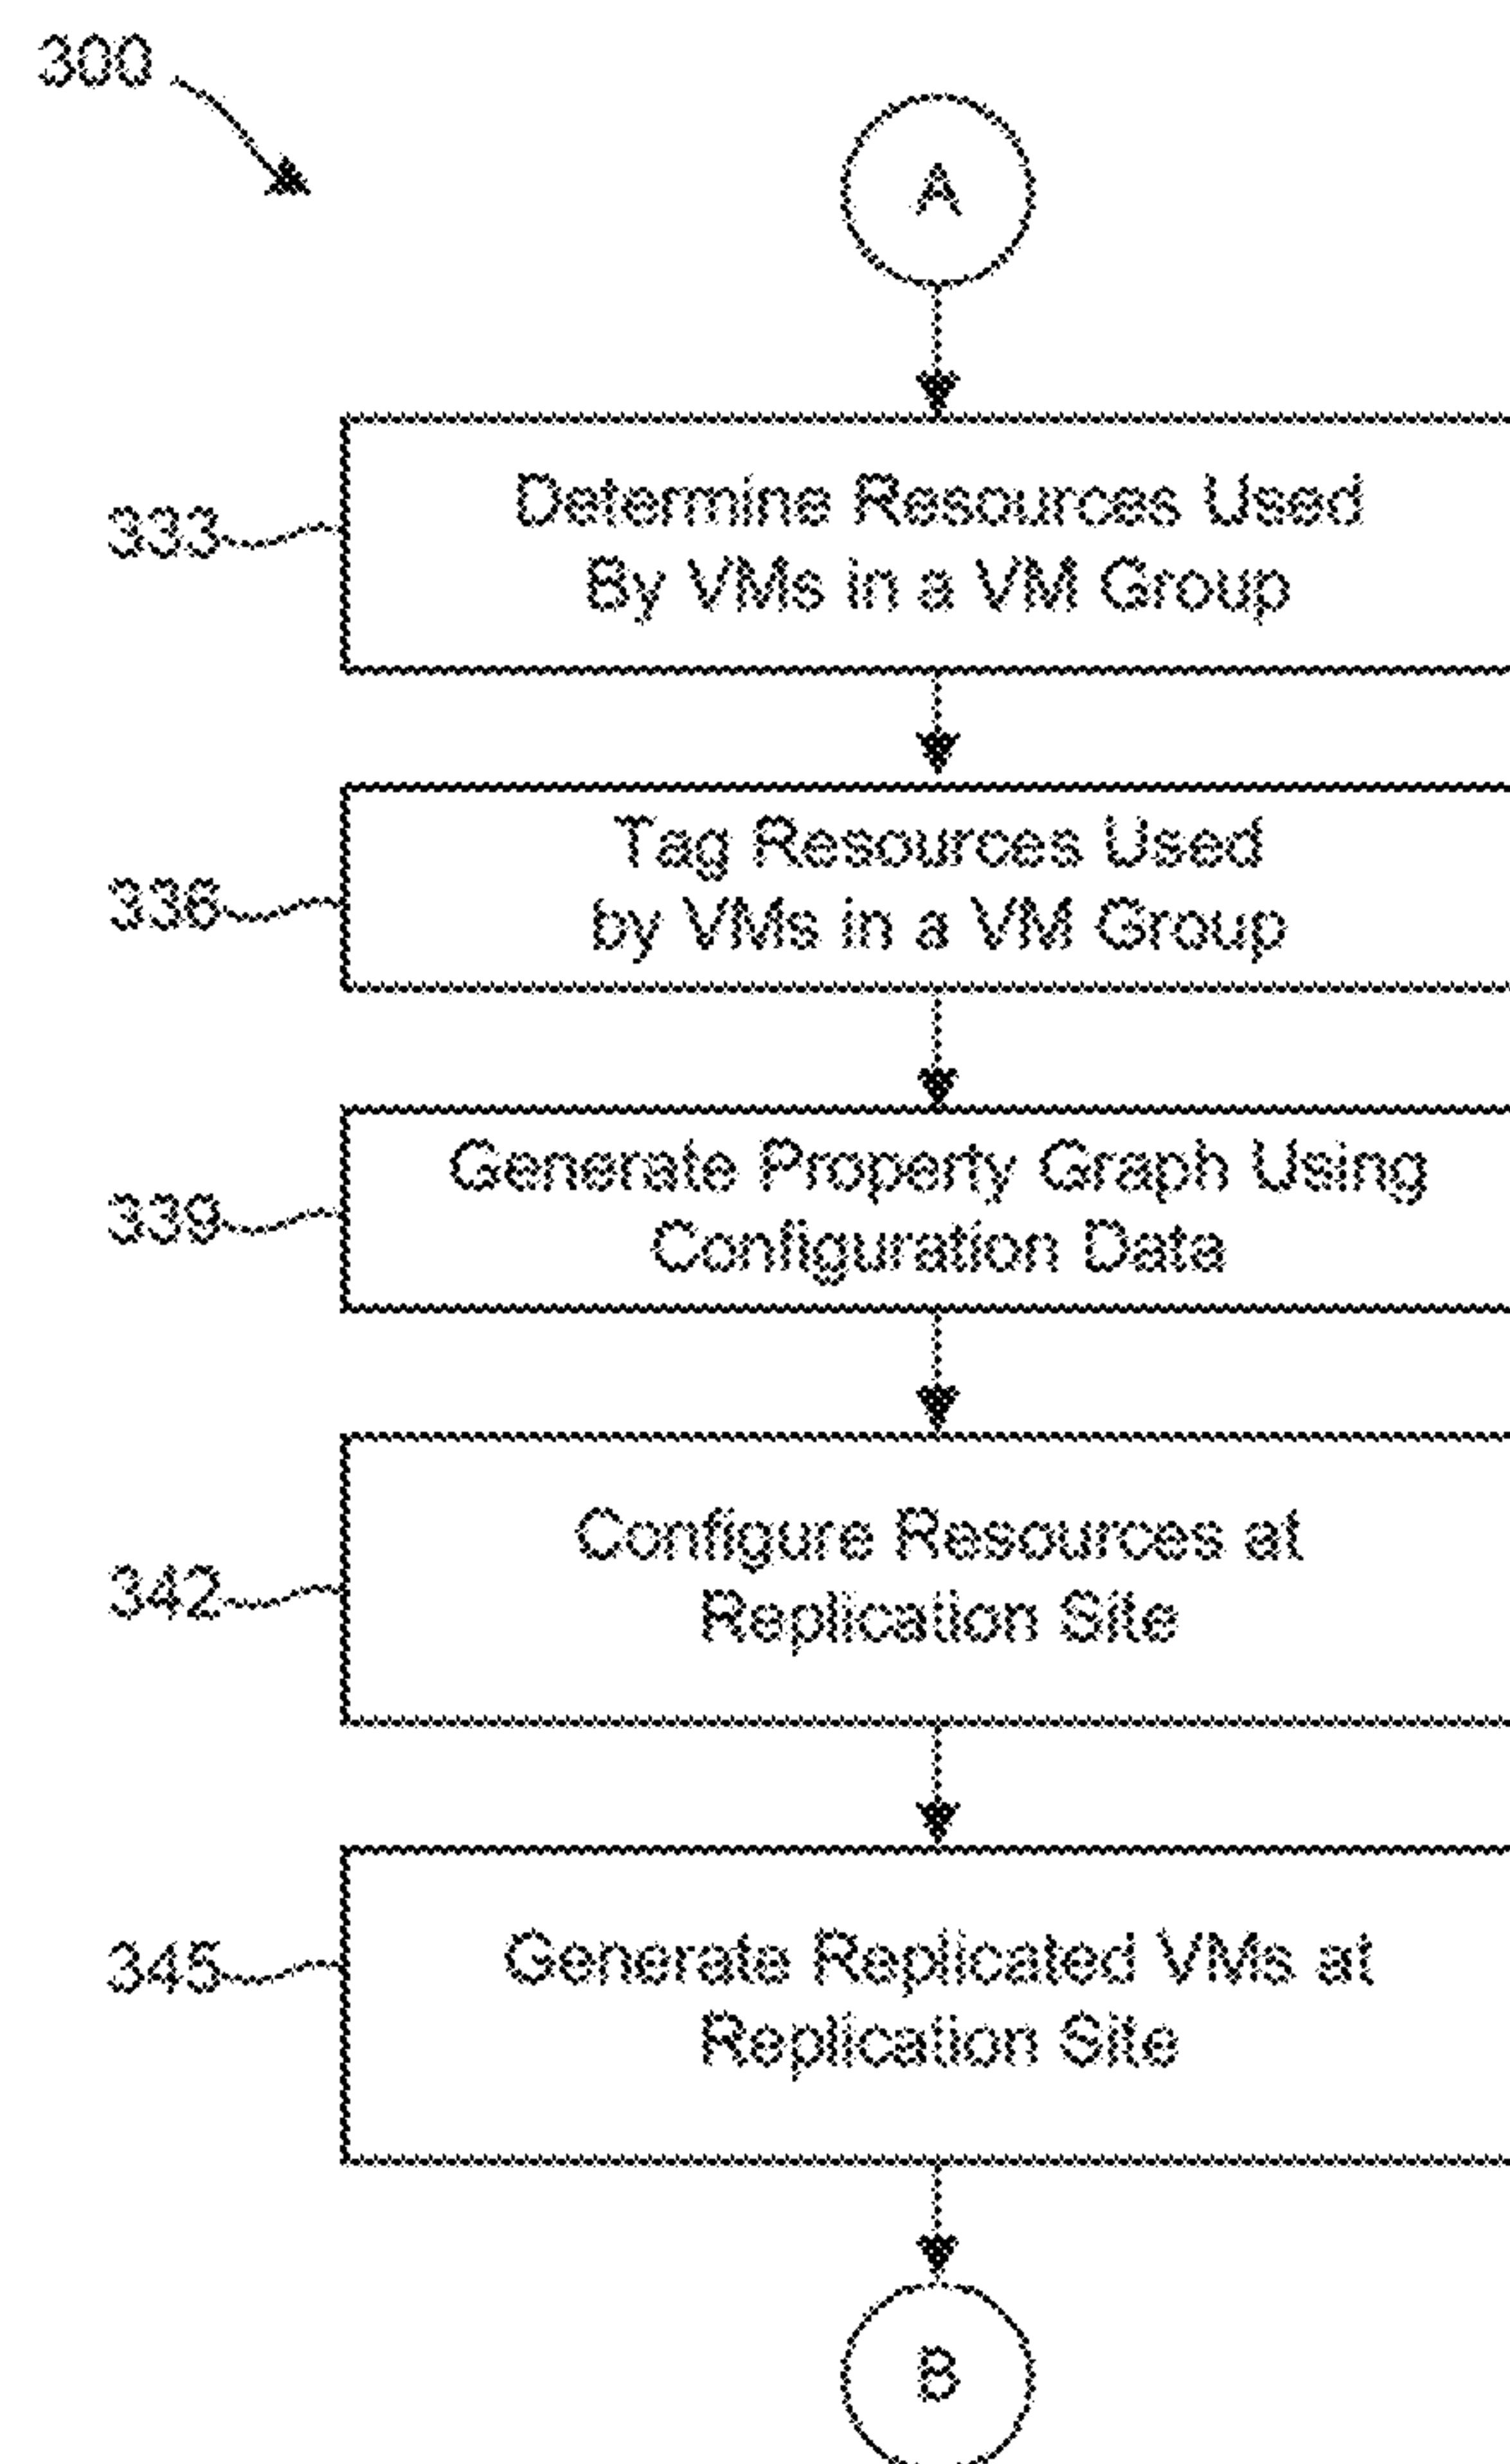 300
A
333
Determine Resources Used
By VMs in a VM Group
336
Tag Resources Used
by VMs in a VM Group
339
Generate Property Graph Using
Configuration Data
342
Configure Resources at
Replication Site
345
Generate Replicated VMs at
Replication Site
B